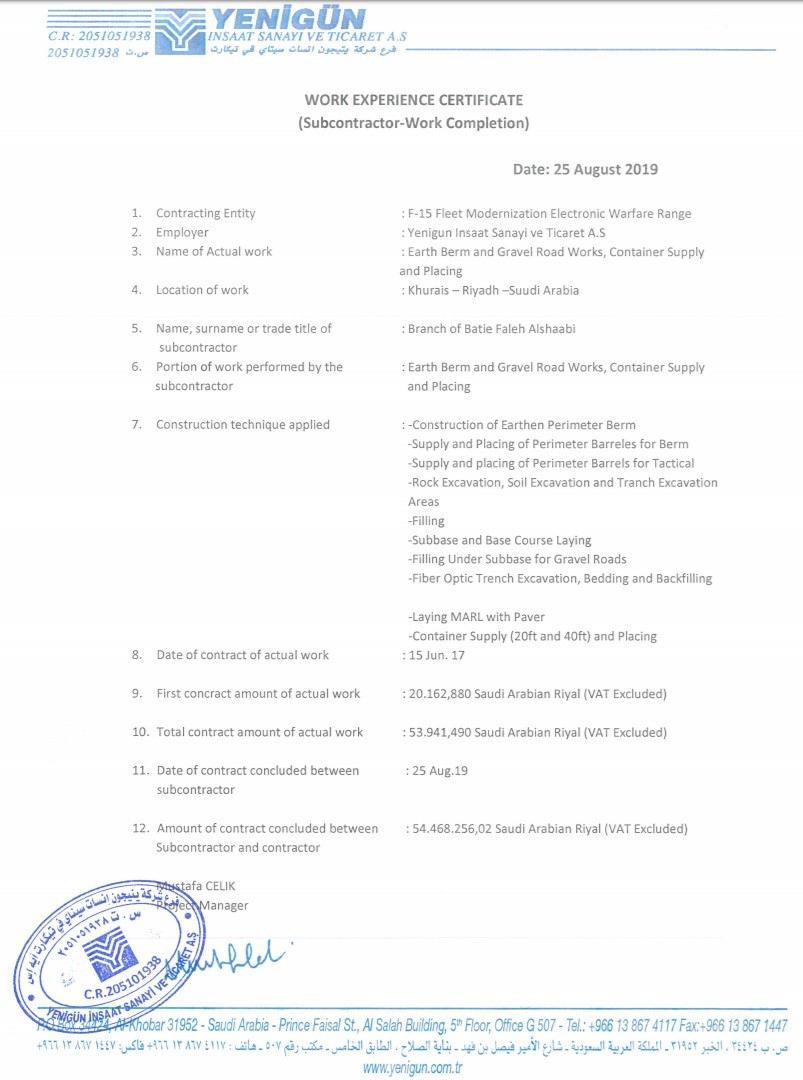 YENİGÜN
C.R: 2051051938 INSAAT SANAYI VE TICARET A.S
2051051938 س.ت فرع شركة ينيجون انسات سيناي في تيكارت
WORK EXPERIENCE CERTIFICATE
(Subcontractor-Work Completion)
Date: 25 August 2019
1. Contracting Entity : F-15 Fleet Modernization Electronic Warfare Range
2. Employer : Yenigun Insaat Sanayi ve Ticaret A.S
3. Name of Actual work : Earth Berm and Gravel Road Works, Container Supply
and Placing
4. Location of work : Khurais – Riyadh –Suudi Arabia
5. Name, surname or trade title of : Branch of Batie Faleh Alshaabi
subcontractor
6. Portion of work performed by the : Earth Berm and Gravel Road Works, Container Supply
subcontractor and Placing
7. Construction technique applied : -Construction of Earthen Perimeter Berm
-Supply and Placing of Perimeter Barreles for Berm
-Supply and placing of Perimeter Barrels for Tactical
-Rock Excavation, Soil Excavation and Tranch Excavation
Areas
-Filling
-Subbase and Base Course Laying
-Filling Under Subbase for Gravel Roads
-Fiber Optic Trench Excavation, Bedding and Backfilling
-Laying MARL with Paver
-Container Supply (20ft and 40ft) and Placing
8. Date of contract of actual work : 15 Jun. 17
9. First concract amount of actual work : 20.162,880 Saudi Arabian Riyal (VAT Excluded)
10. Total contract amount of actual work : 53.941,490 Saudi Arabian Riyal (VAT Excluded)
11. Date of contract concluded between : 25 Aug.19
subcontractor
12. Amount of contract concluded between : 54.468.256,02 Saudi Arabian Riyal (VAT Excluded)
Subcontractor and contractor
Mustafa CELIK
Project Manager
فرع شركة ينيجون انسات سيناي في تيكارت ايه اس
س.ت ٢٠٥١٠٥١٩٣٨
C.R.205101938
YENİGÜN İNŞAAT SANAYİ VE TİCARET A.Ş
P.O Box 34424, Al-Khobar 31952 - Saudi Arabia - Prince Faisal St., Al Salah Building, 5th Floor, Office G 507 - Tel.: +966 13 867 4117 Fax:+966 13 867 1447
ص.ب ٣٤٤٢٤ ، الخبر ٣١٩٥٢ ـ المملكة العربية السعودية ـ شارع الأمير فيصل بن فهد ـ بناية الصلاح ، الطابق الخامس ـ مكتب رقم ٥٠٧ ـ هاتف : ٤١١٧ ٨٦٧ ١٣ ٩٦٦+ فاكس: ١٤٤٧ ٨٦٧ ١٣ ٩٦٦+
www.yenigun.com.tr